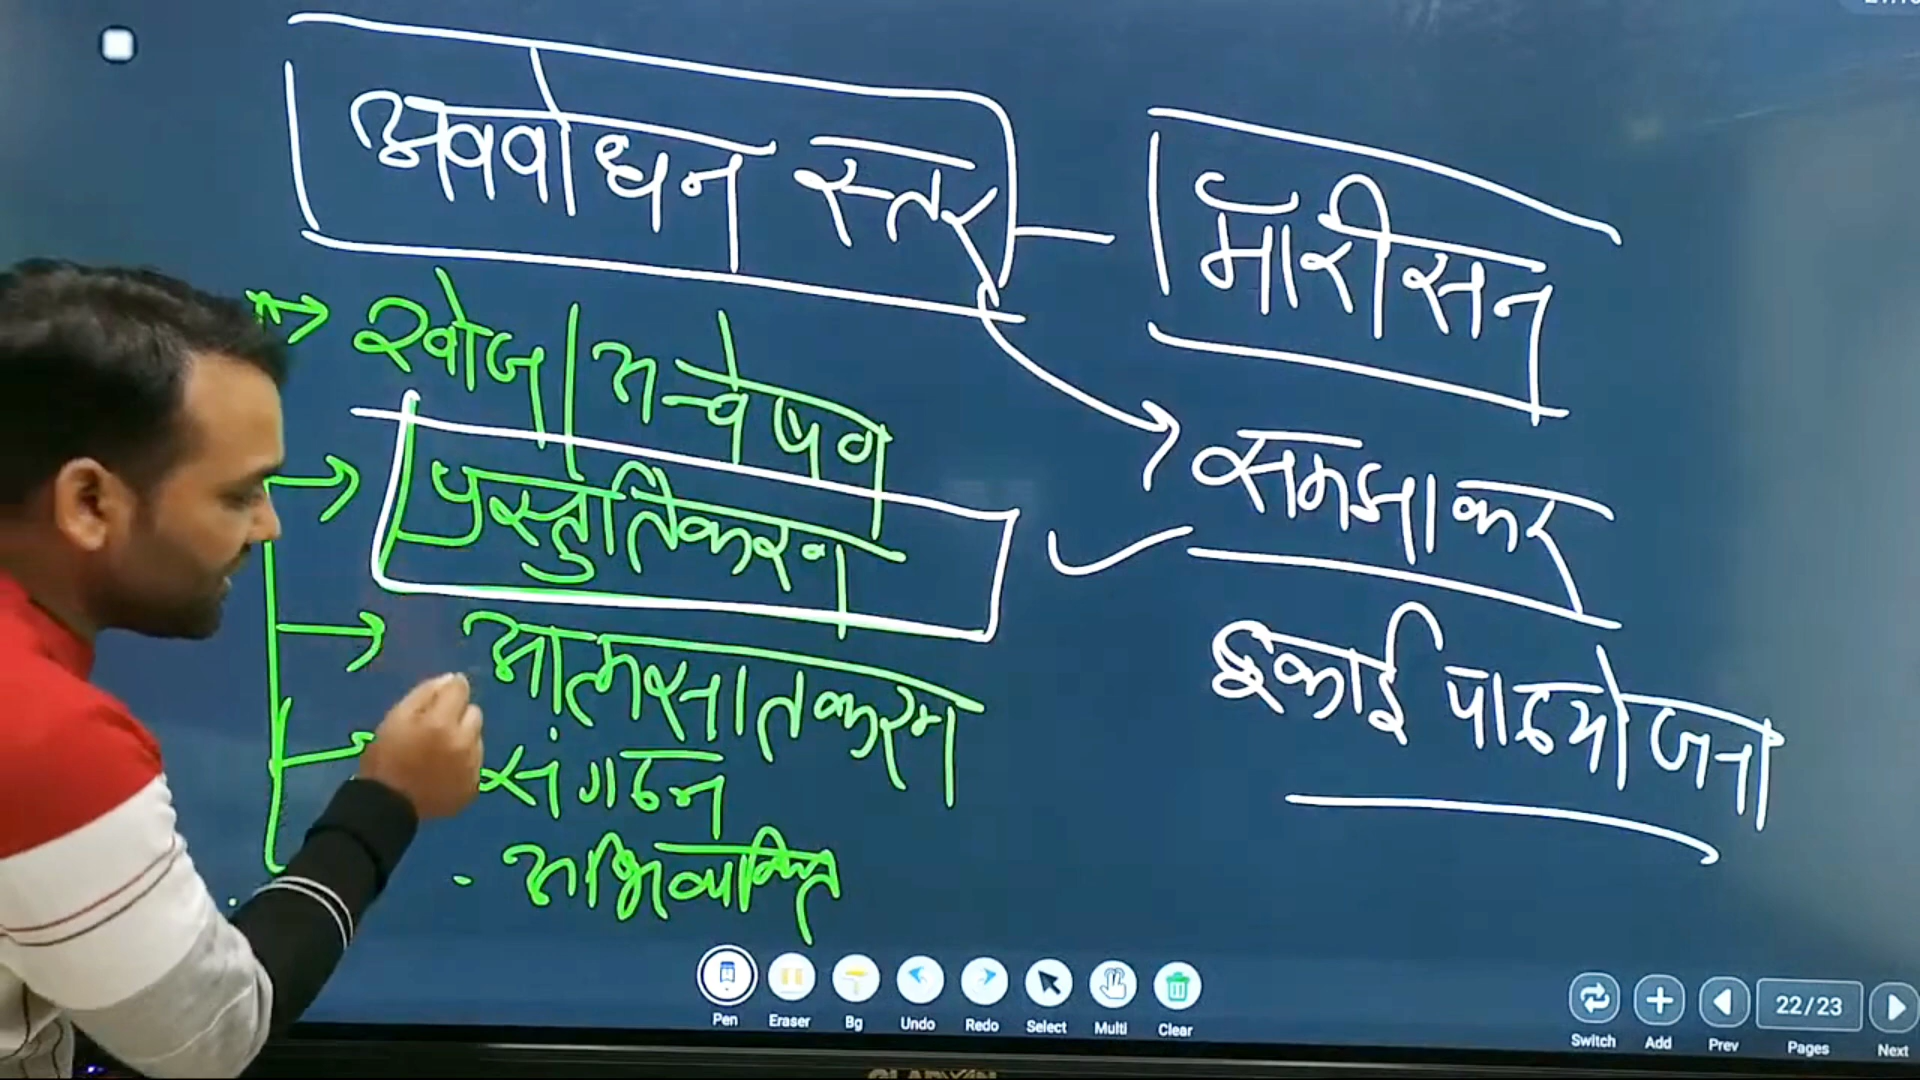 अवबोधन स्तर - मॉरीसन
खोज | अन्वेषण
प्रस्तुतिकरण
आत्मसातकरण
संगठन
अभिव्यक्ति
समझाकर
इकाई पाठयोजना
Pen Eraser Bg Undo Redo Select Multi Clear
22/23
Switch Add Prev Pages Next